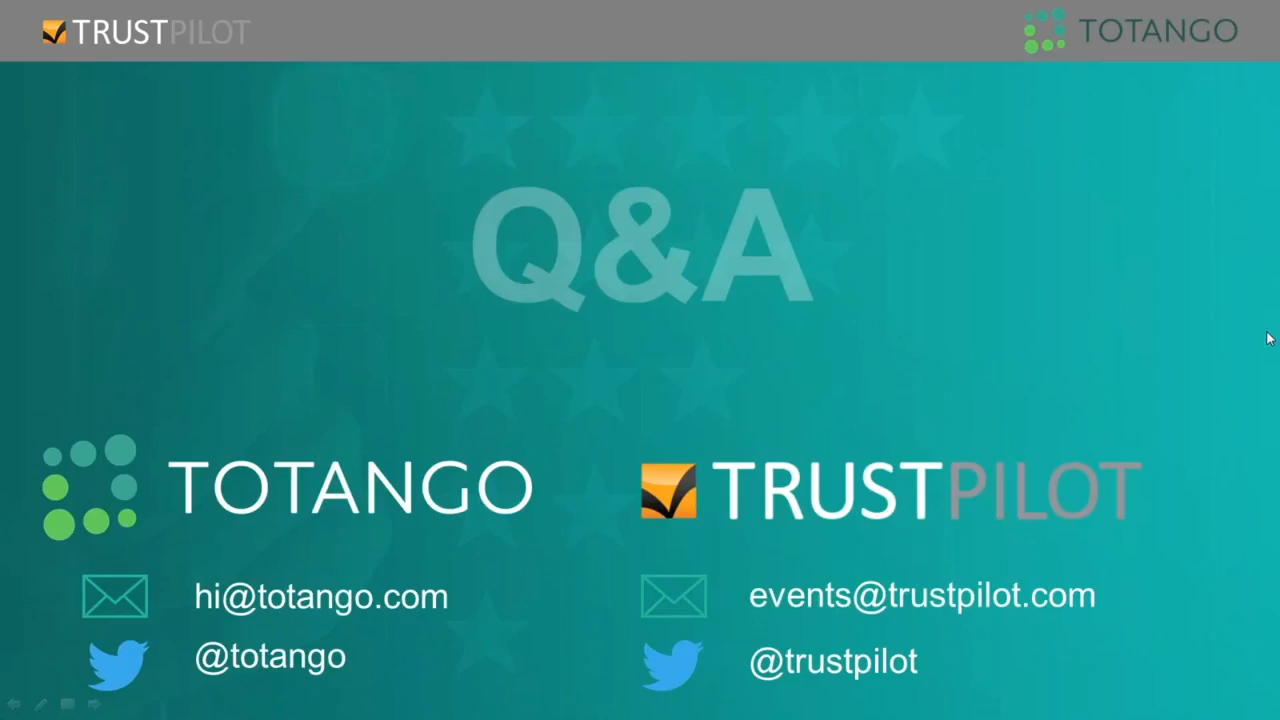 TRUSTPILOT
TOTANGO
Q&A
TOTANGO
TRUSTPILOT
hi@totango.com
events@trustpilot.com
@totango
@trustpilot